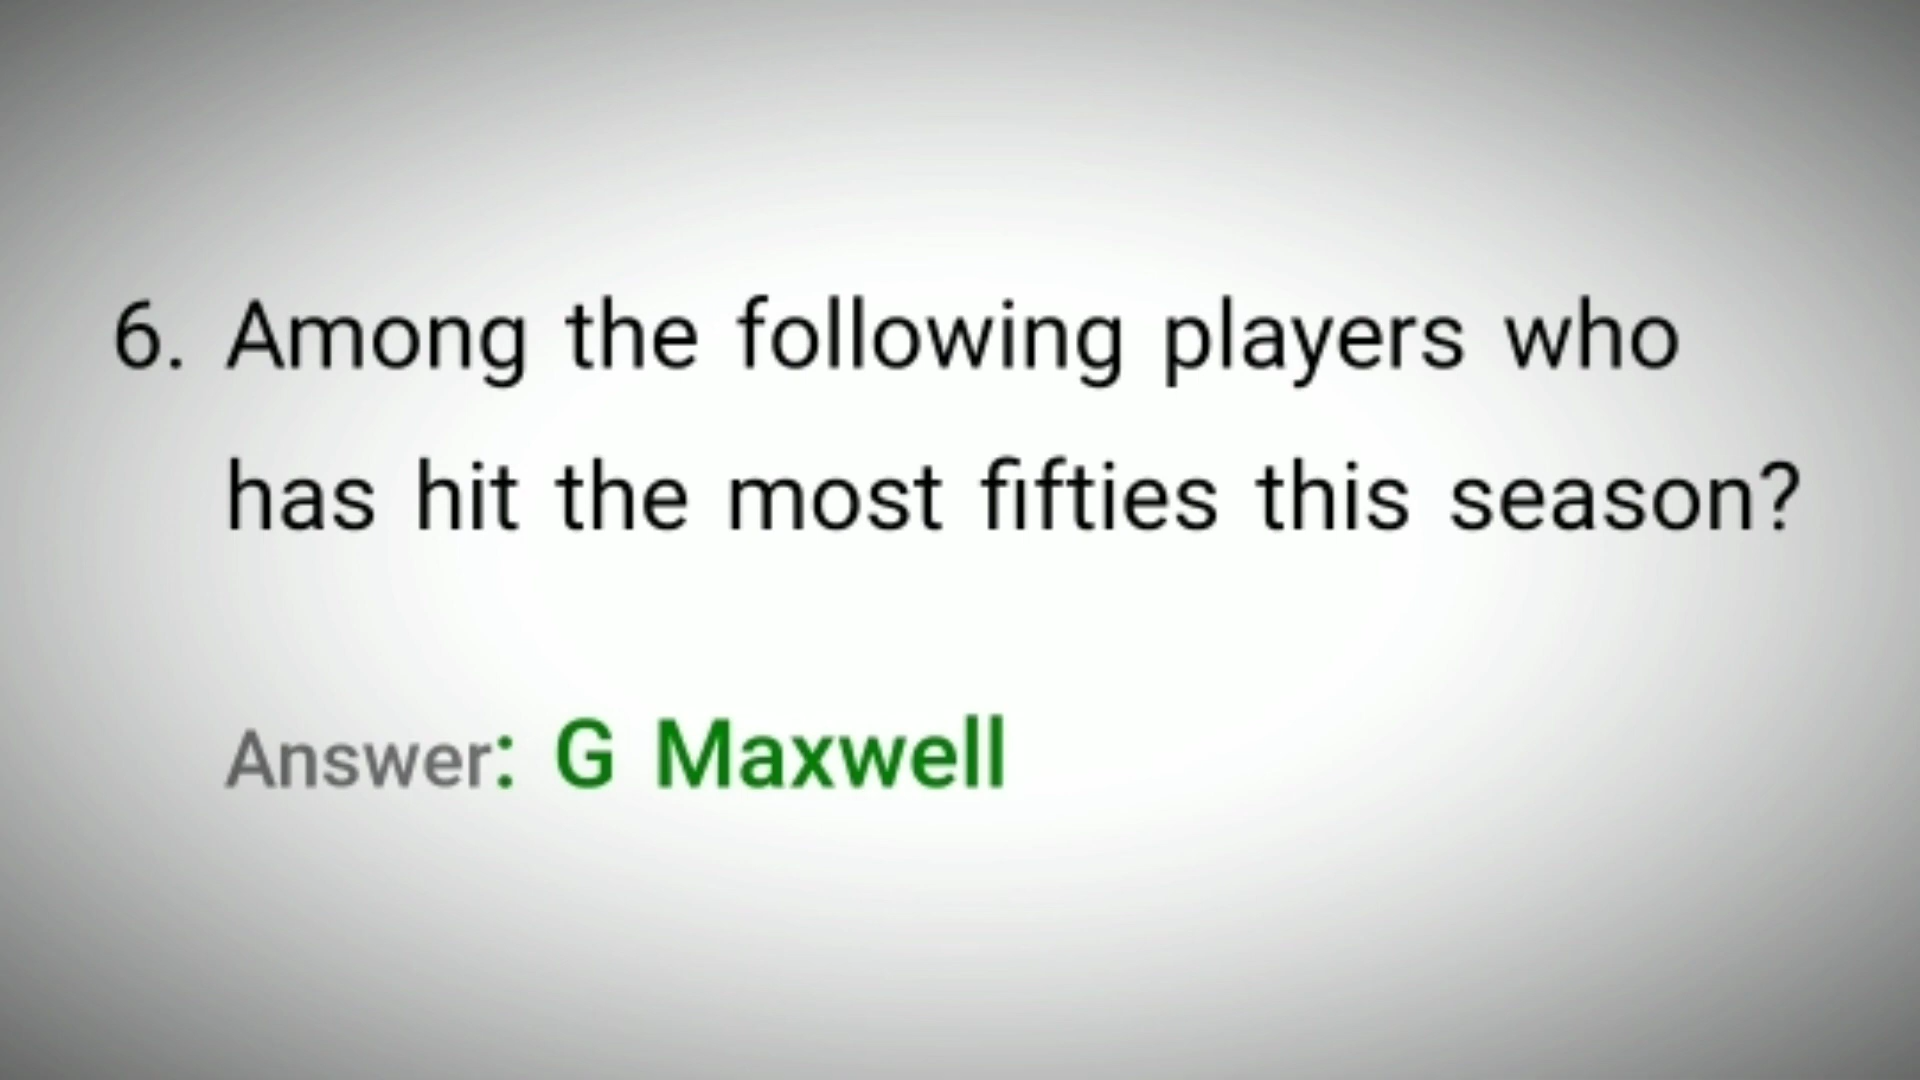 6. Among the following players who
has hit the most fifties this season?
Answer: G Maxwell